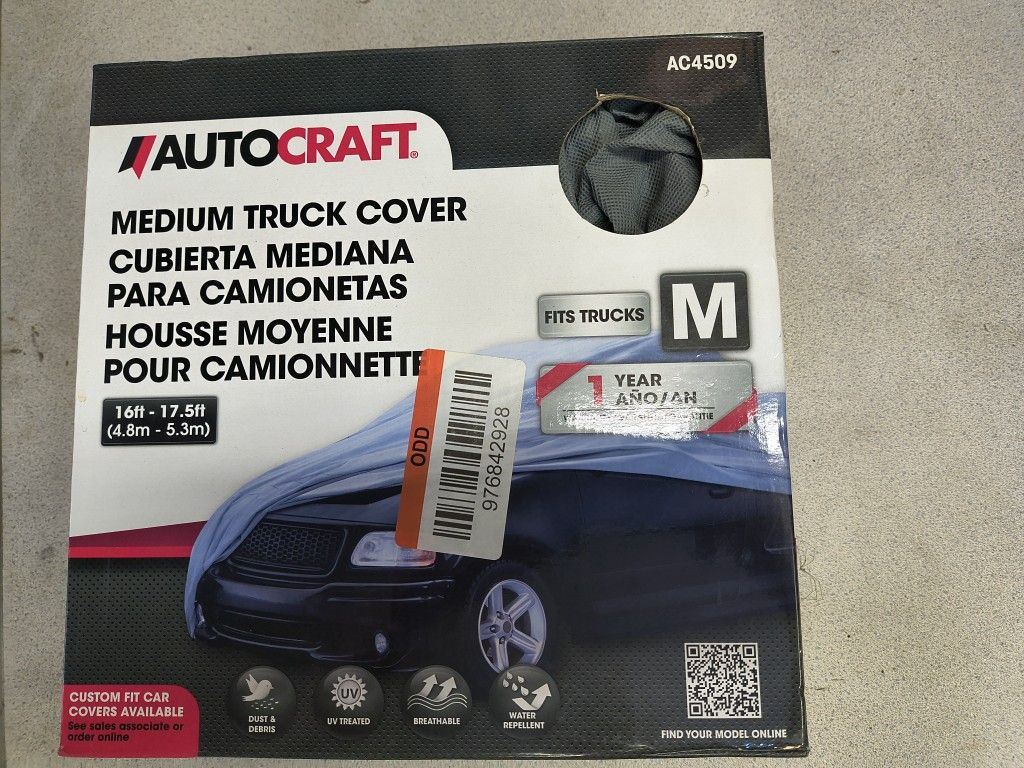 AC4509
AUTOCRAFT®
MEDIUM TRUCK COVER
CUBIERTA MEDIANA
PARA CAMIONETAS
HOUSSE MOYENNE
POUR CAMIONNETTE
FITS TRUCKS
M
1 YEAR
AÑO/AN
16ft - 17.5ft
(4.8m - 5.3m)
ODD
976842928
DUST &
DEBRIS
UV
UV TREATED
BREATHABLE
WATER
REPELLENT
CUSTOM FIT CAR
COVERS AVAILABLE
See sales associate or
order online
FIND YOUR MODEL ONLINE